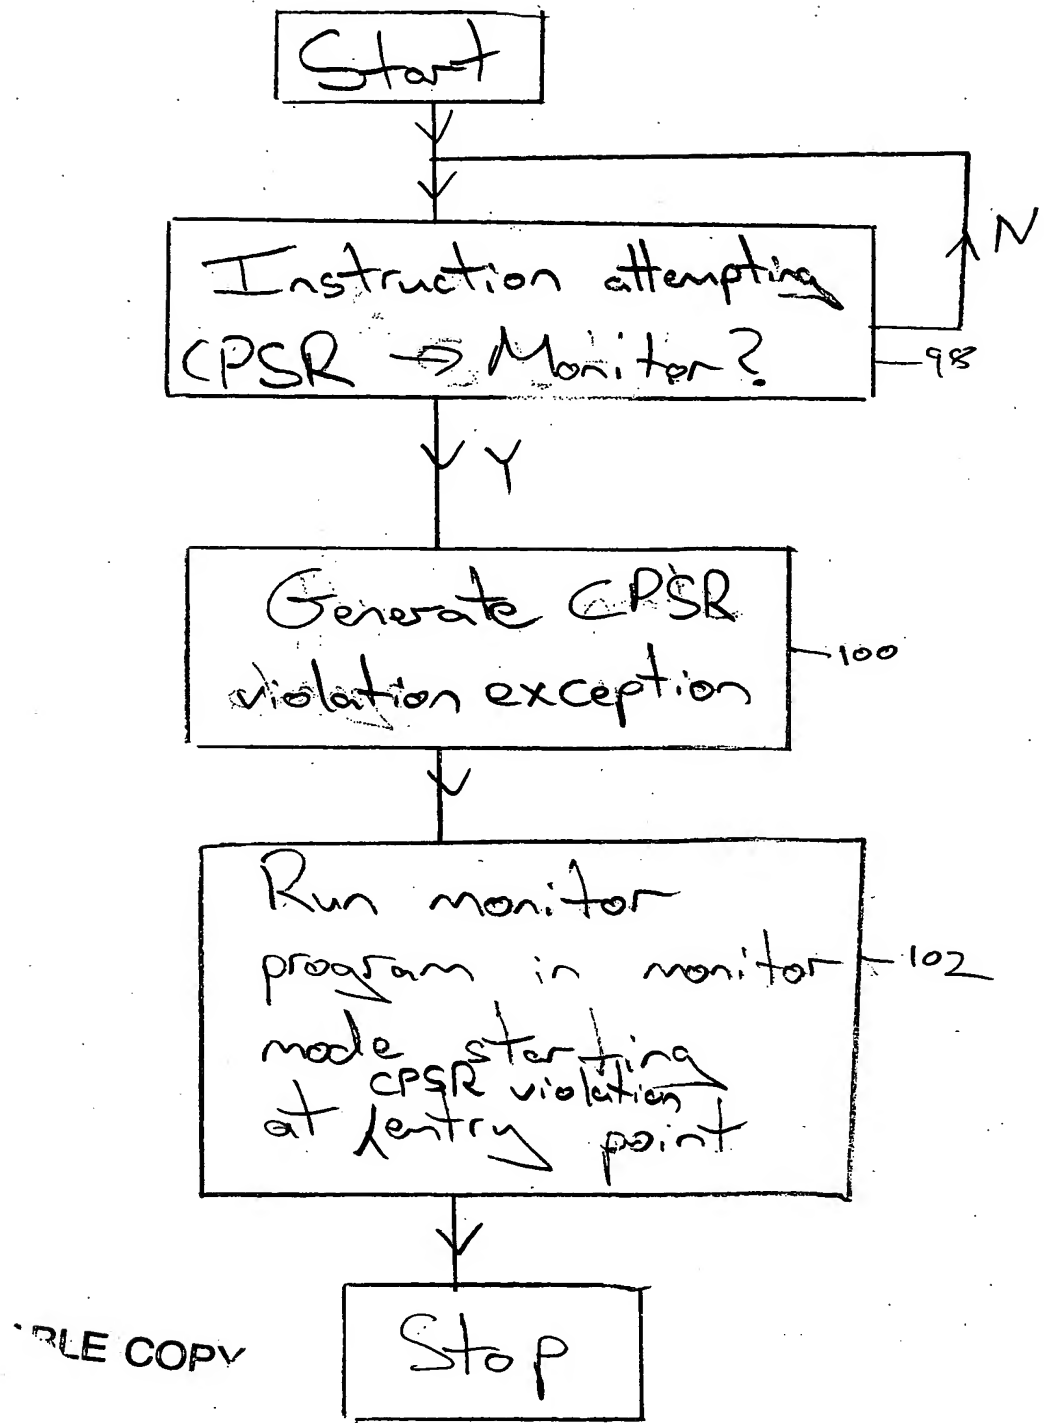 Start
N
Instruction attempting
CPSR → Monitor?
98
Y
Generate CPSR
violation exception
100
Run monitor
program in monitor
102
mode starting
CPSR violation
at entry point
Stop
COPY